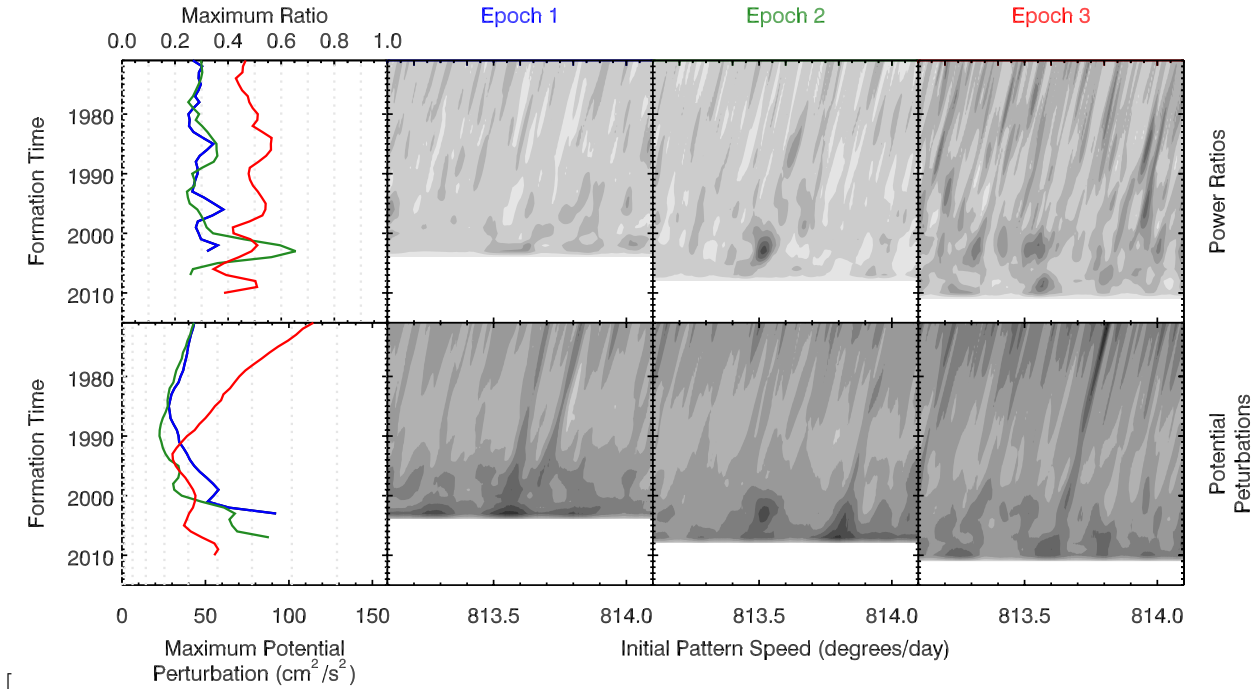 Maximum Ratio
Epoch 1
Epoch 2
Epoch 3
0.0 0.2 0.4 0.6 0.8 1.0
Formation Time
1980
1990
2000
2010
Power Ratios
Formation Time
1980
1990
2000
2010
Potential
Peturbations
0 50 100 150
813.5 814.0 813.5 814.0 813.5 814.0
Maximum Potential
Perturbation (cm²/s²)
Initial Pattern Speed (degrees/day)
[